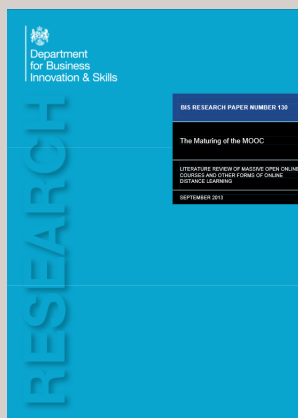 Department
for Business
Innovation & Skills
RESEARCH
BIS RESEARCH PAPER NUMBER 130
The Maturing of the MOOC
LITERATURE REVIEW OF MASSIVE OPEN ONLINE
COURSES AND OTHER FORMS OF ONLINE
DISTANCE LEARNING
SEPTEMBER 2013